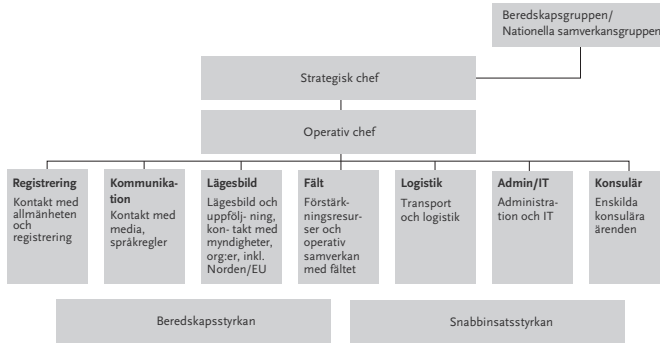 Beredskapsgruppen/
Nationella samverkansgruppen
Strategisk chef
Operativ chef
Registrering
Kontakt med
allmänheten
och
registrering
Kommunika-
tion
Kontakt med
media,
språkregler
Lägesbild
Lägesbild och
uppfölj- ning,
kon- takt med
myndigheter,
org:er, inkl.
Norden/EU
Fält
Förstärk-
ningsresur-
ser och
operativ
samverkan
med fältet
Logistik
Transport
och logistik
Admin/IT
Administra-
tion och IT
Konsulär
Enskilda
konsulära
ärenden
Beredskapsstyrkan
Snabbinsatsstyrkan